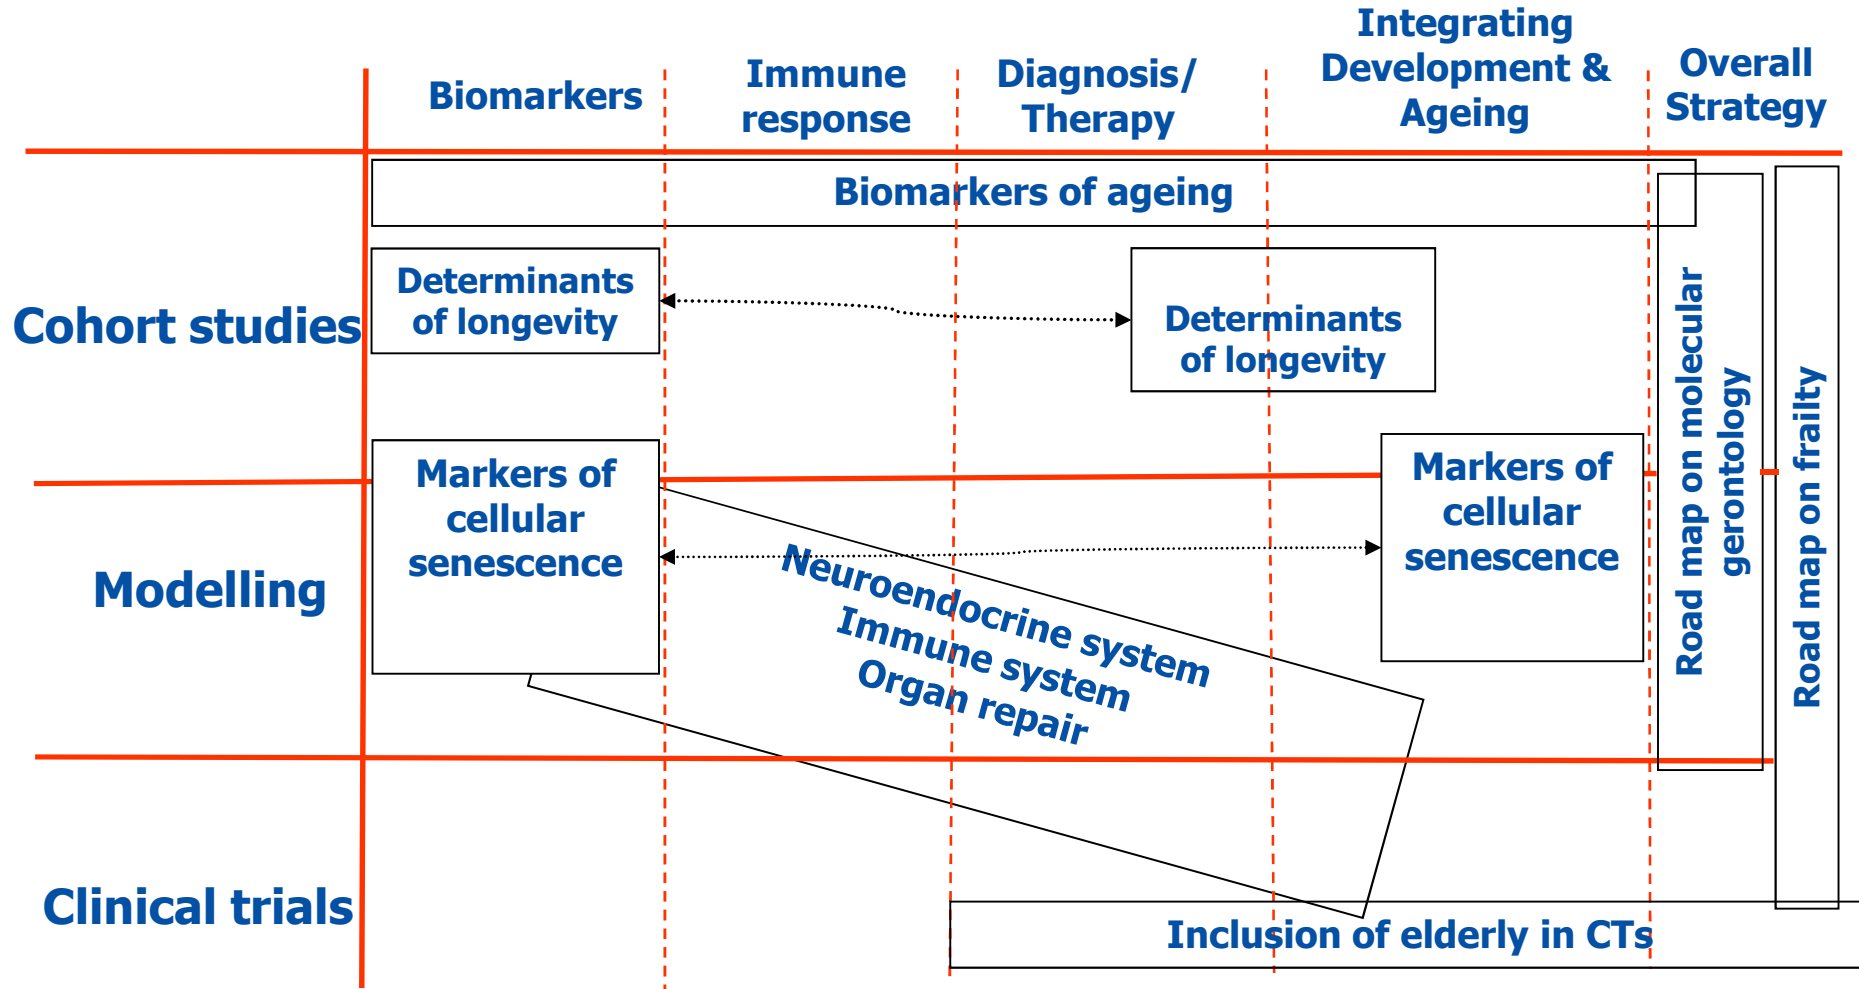 Biomarkers
Immune
response
Diagnosis/
Therapy
Integrating
Development &
Ageing
Overall
Strategy
Biomarkers of ageing
Cohort studies
Determinants
of longevity
Determinants
of longevity
Modelling
Markers of
cellular
senescence
Neuroendocrine system
Immune system
Organ repair
Markers of
cellular
senescence
Road map on molecular
gerontology
Road map on frailty
Clinical trials
Inclusion of elderly in CTs